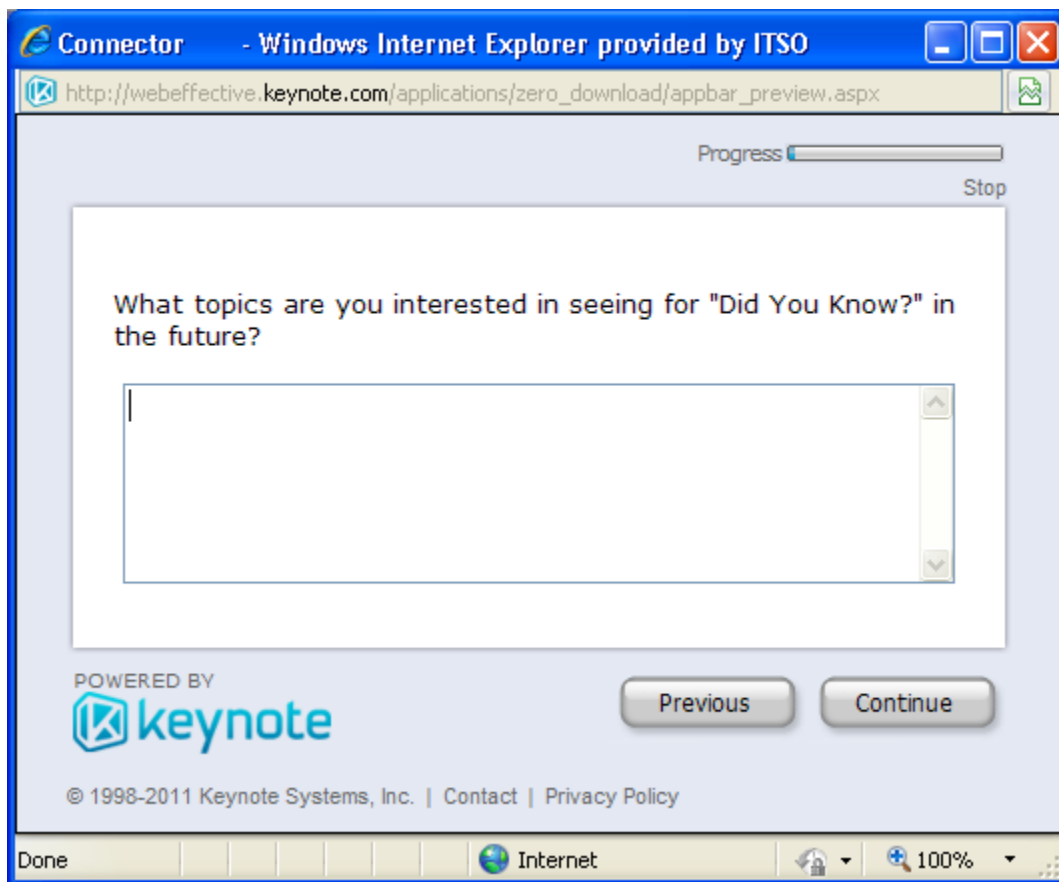 Connector - Windows Internet Explorer provided by ITSO
http://webeffective.keynote.com/applications/zero_download/appbar_preview.aspx
Progress
Stop
What topics are you interested in seeing for "Did You Know?" in
the future?
POWERED BY
keynote
Previous Continue
© 1998-2011 Keynote Systems, Inc. | Contact | Privacy Policy
Done Internet 100%